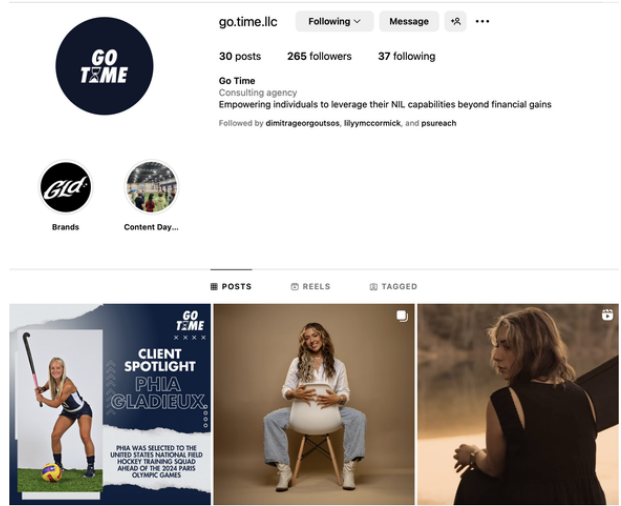 go.time.llc Following Message
30 posts 265 followers 37 following
Go Time
Consulting agency
Empowering individuals to leverage their NIL capabilities beyond financial gains
Followed by dimitrageorgoutsos, lilyymccormick, and psureach
GO
TIME
GLd
Brands
Content Day...
POSTS REELS TAGGED
GO
TIME
CLIENT
SPOTLIGHT
PHIA
GLADIEUX
PHIA WAS SELECTED TO THE
UNITED STATES NATIONAL FIELD
HOCKEY TRAINING SQUAD
AHEAD OF THE 2024 PARIS
OLYMPIC GAMES